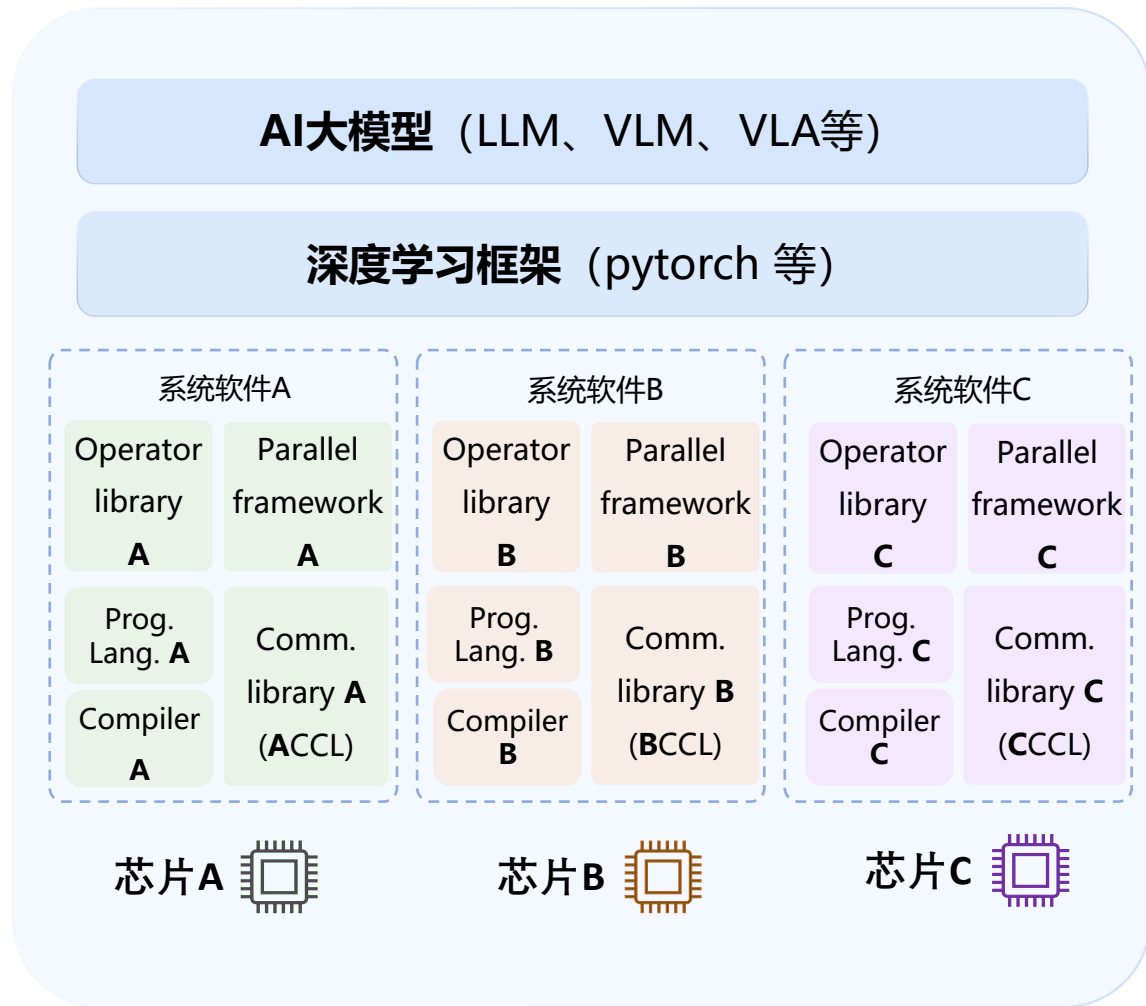 AI大模型（LLM、VLM、VLA等）
深度学习框架（pytorch 等）
系统软件A
Operator
library
A
Parallel
framework
A
Prog.
Lang. A
Compiler
A
Comm.
library A
(ACCL)
系统软件B
Operator
library
B
Parallel
framework
B
Prog.
Lang. B
Compiler
B
Comm.
library B
(BCCL)
系统软件C
Operator
library
C
Parallel
framework
C
Prog.
Lang. C
Compiler
C
Comm.
library C
(CCCL)
芯片A
芯片B
芯片C